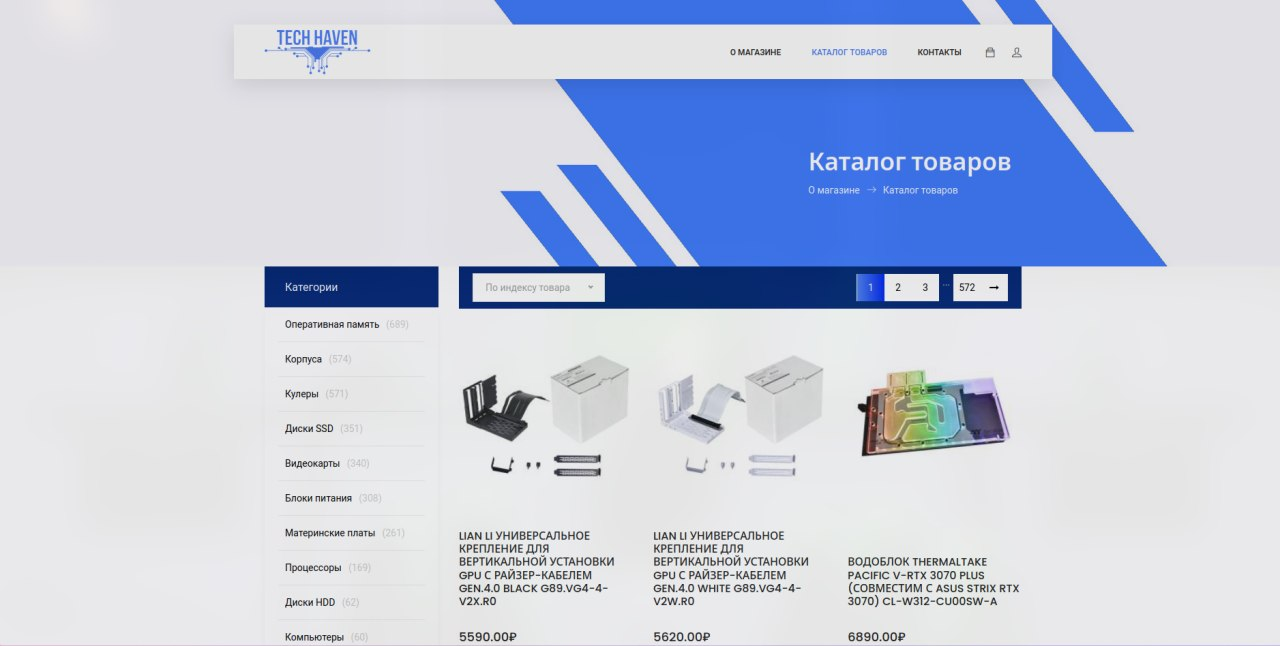 TECH HAVEN
О МАГАЗИНЕ
КАТАЛОГ ТОВАРОВ
КОНТАКТЫ
Каталог товаров
О магазине → Каталог товаров
Категории
Оперативная память (689)
Корпуса (574)
Кулеры (571)
Диски SSD (351)
Видеокарты (340)
Блоки питания (308)
Материнские платы (261)
Процессоры (169)
Диски HDD (62)
Компьютеры (60)
По индексу товара
1 2 3 ... 572 →
LIAN LI УНИВЕРСАЛЬНОЕ
КРЕПЛЕНИЕ ДЛЯ
ВЕРТИКАЛЬНОЙ УСТАНОВКИ
GPU С РАЙЗЕР-КАБЕЛЕМ
GEN.4.0 BLACK G89.VG4-4-
V2X.R0
5590.00₽
LIAN LI УНИВЕРСАЛЬНОЕ
КРЕПЛЕНИЕ ДЛЯ
ВЕРТИКАЛЬНОЙ УСТАНОВКИ
GPU С РАЙЗЕР-КАБЕЛЕМ
GEN.4.0 WHITE G89.VG4-4-
V2W.R0
5620.00₽
ВОДОБЛОК THERMALTAKE
PACIFIC V-RTX 3070 PLUS
(СОВМЕСТИМ С ASUS STRIX RTX
3070) CL-W312-CU00SW-A
6890.00₽